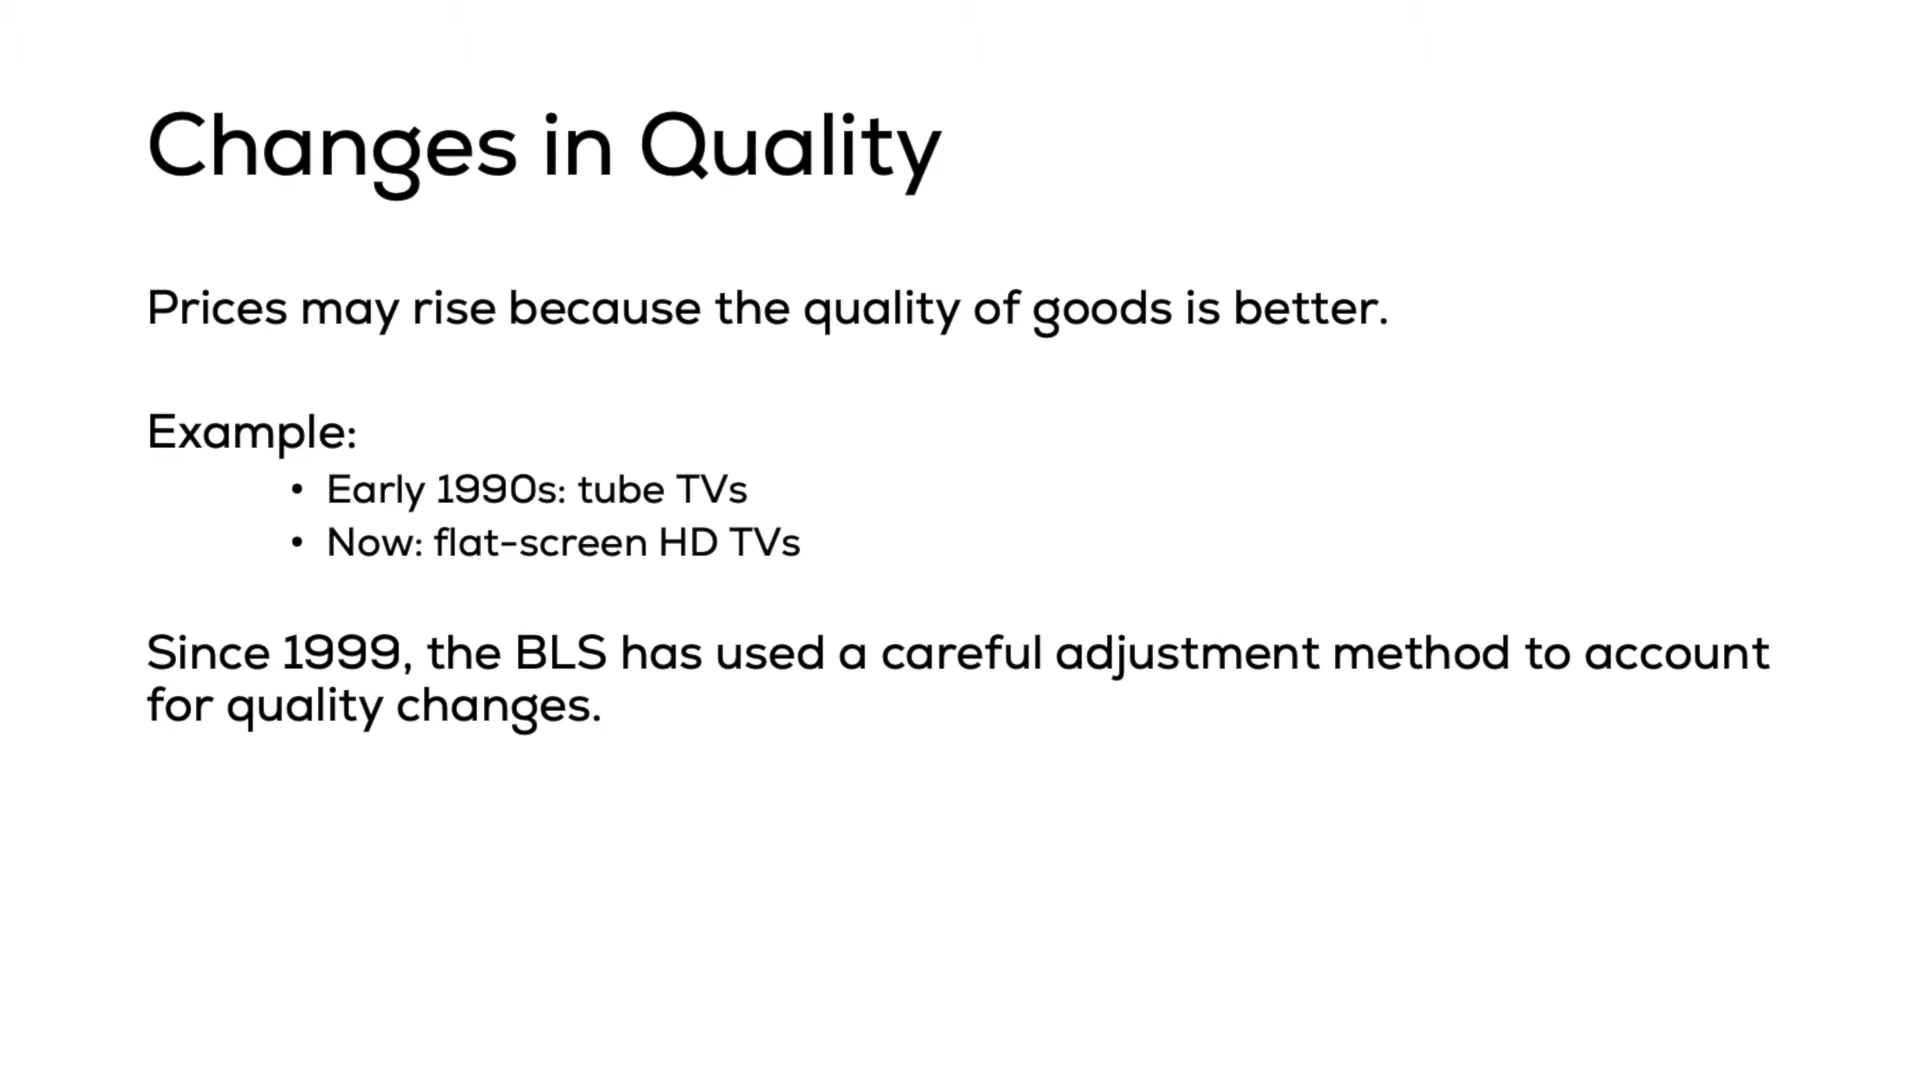 Changes in Quality
Prices may rise because the quality of goods is better.
Example:
• Early 1990s: tube TVs
• Now: flat-screen HD TVs
Since 1999, the BLS has used a careful adjustment method to account
for quality changes.